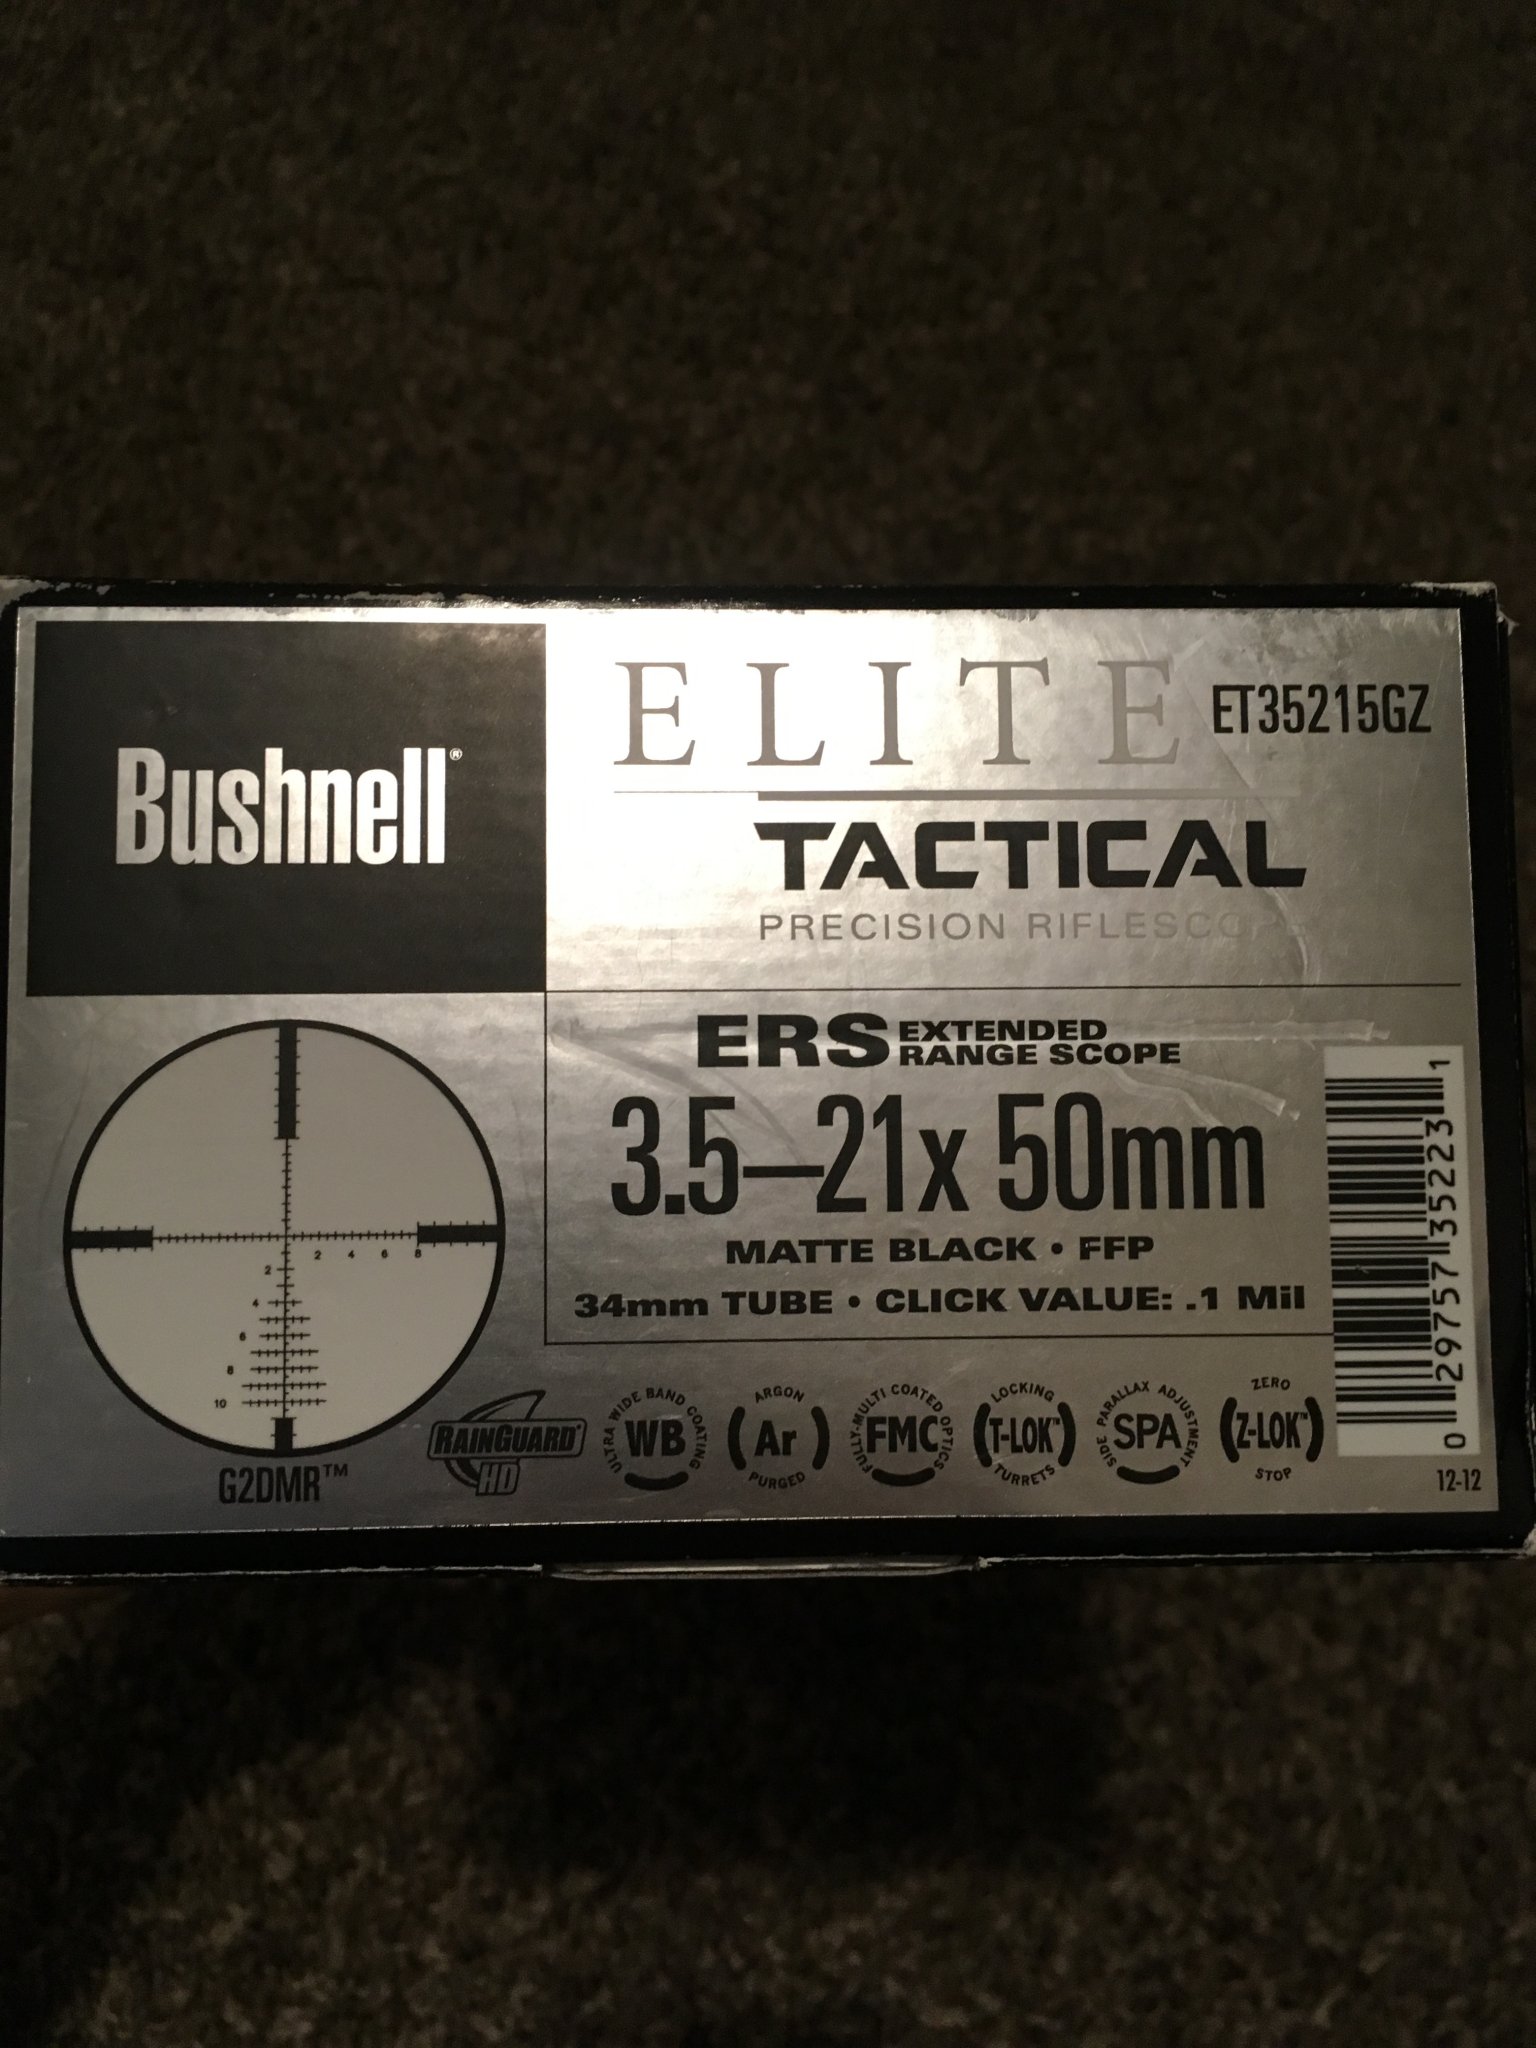 Bushnell®
ELITE
ET35215GZ
TACTICAL
PRECISION RIFLESCOPE
ERS EXTENDED
RANGE SCOPE
3.5–21x 50mm
MATTE BLACK • FFP
34mm TUBE • CLICK VALUE: .1 Mil
2 4 6 8
2
4
6
8
10
G2DMR™
RAINGUARD®
HD
ULTRA WIDE BAND COATING
WB
ARGON
Ar
PURGED
FULLY-MULTI COATED OPTICS
FMC
LOCKING
T-LOK™
TURRETS
SIDE PARALLAX ADJUSTMENT
SPA
ZERO
Z-LOK™
STOP
0 29757 35223 1
12-12